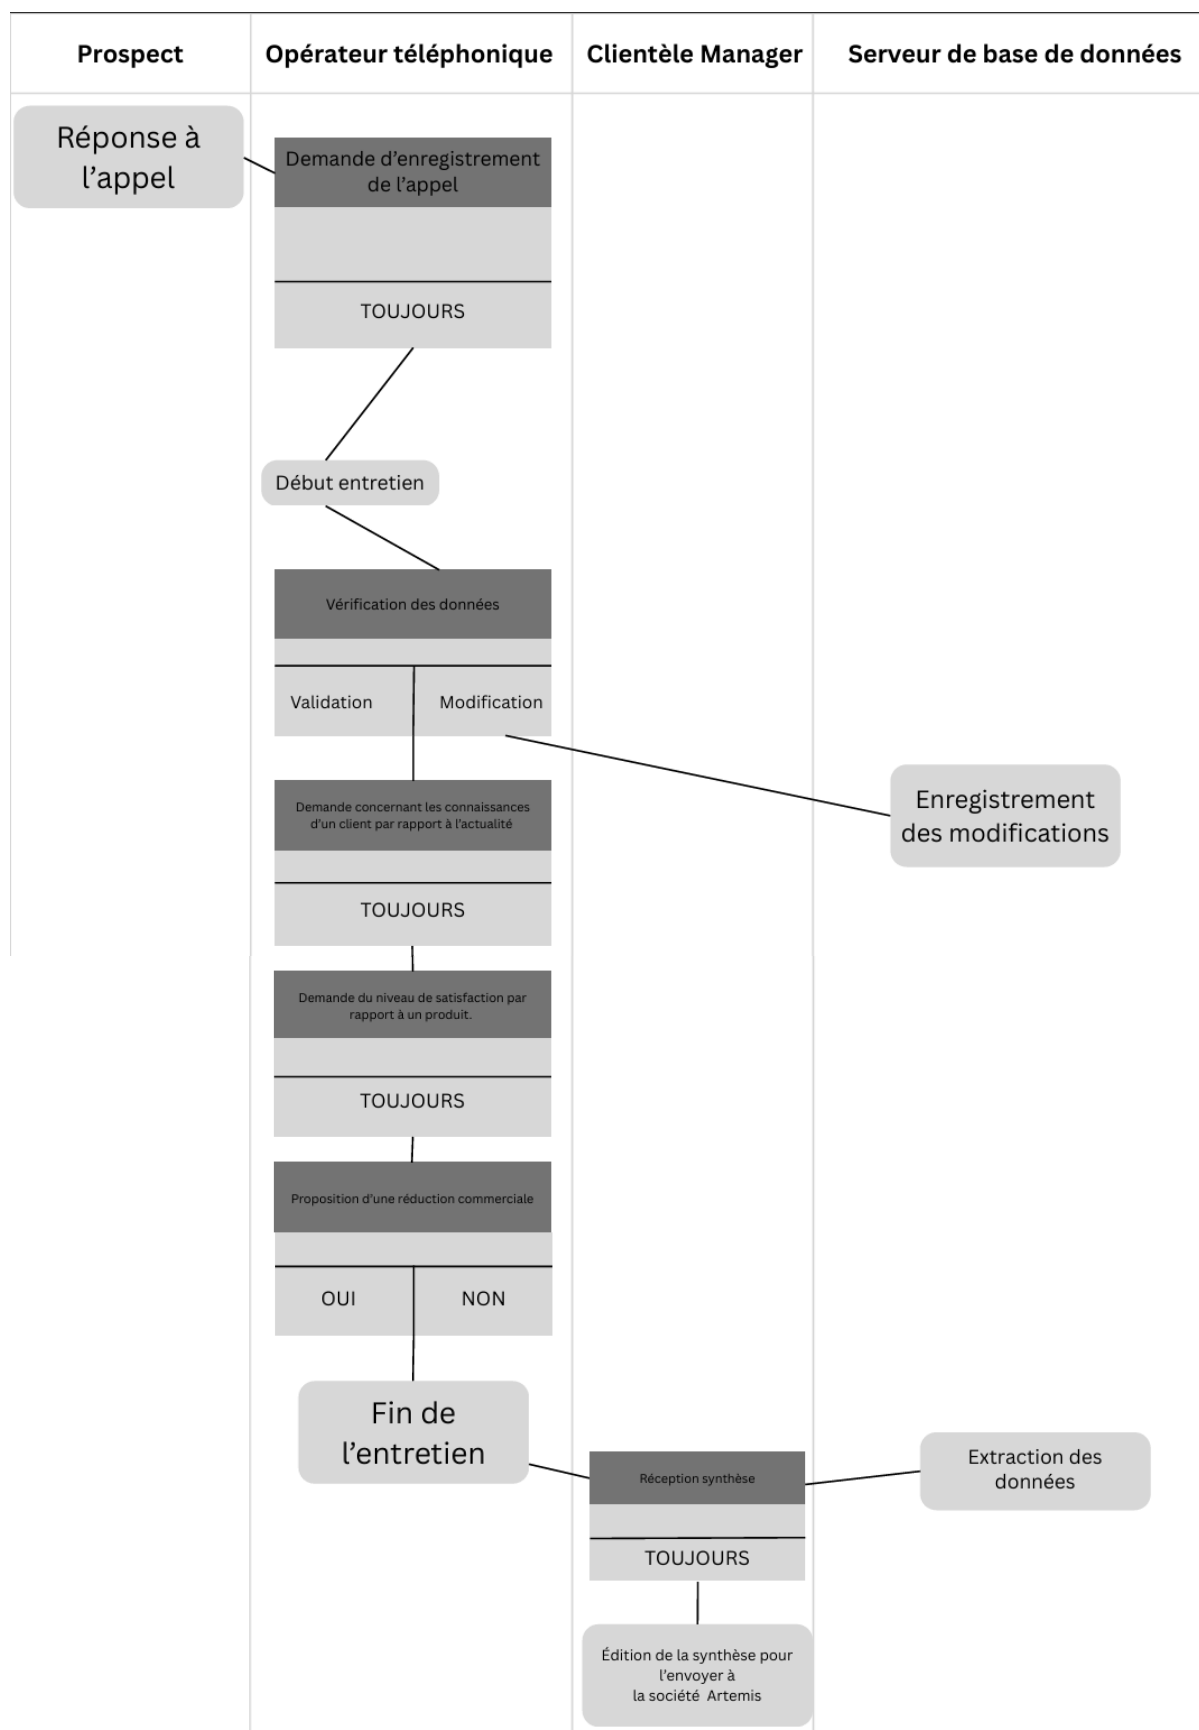 Prospect
Opérateur téléphonique
Clientèle Manager
Serveur de base de données
Réponse à
l'appel
Demande d'enregistrement
de l'appel
TOUJOURS
Début entretien
Vérification des données
Validation
Modification
Enregistrement
des modifications
Demande concernant les connaissances
d'un client par rapport à l'actualité
TOUJOURS
Demande du niveau de satisfaction par
rapport à un produit.
TOUJOURS
Proposition d'une réduction commerciale
OUI
NON
Fin de
l'entretien
Réception synthèse
TOUJOURS
Extraction des
données
Édition de la synthèse pour
l'envoyer à
la société Artemis